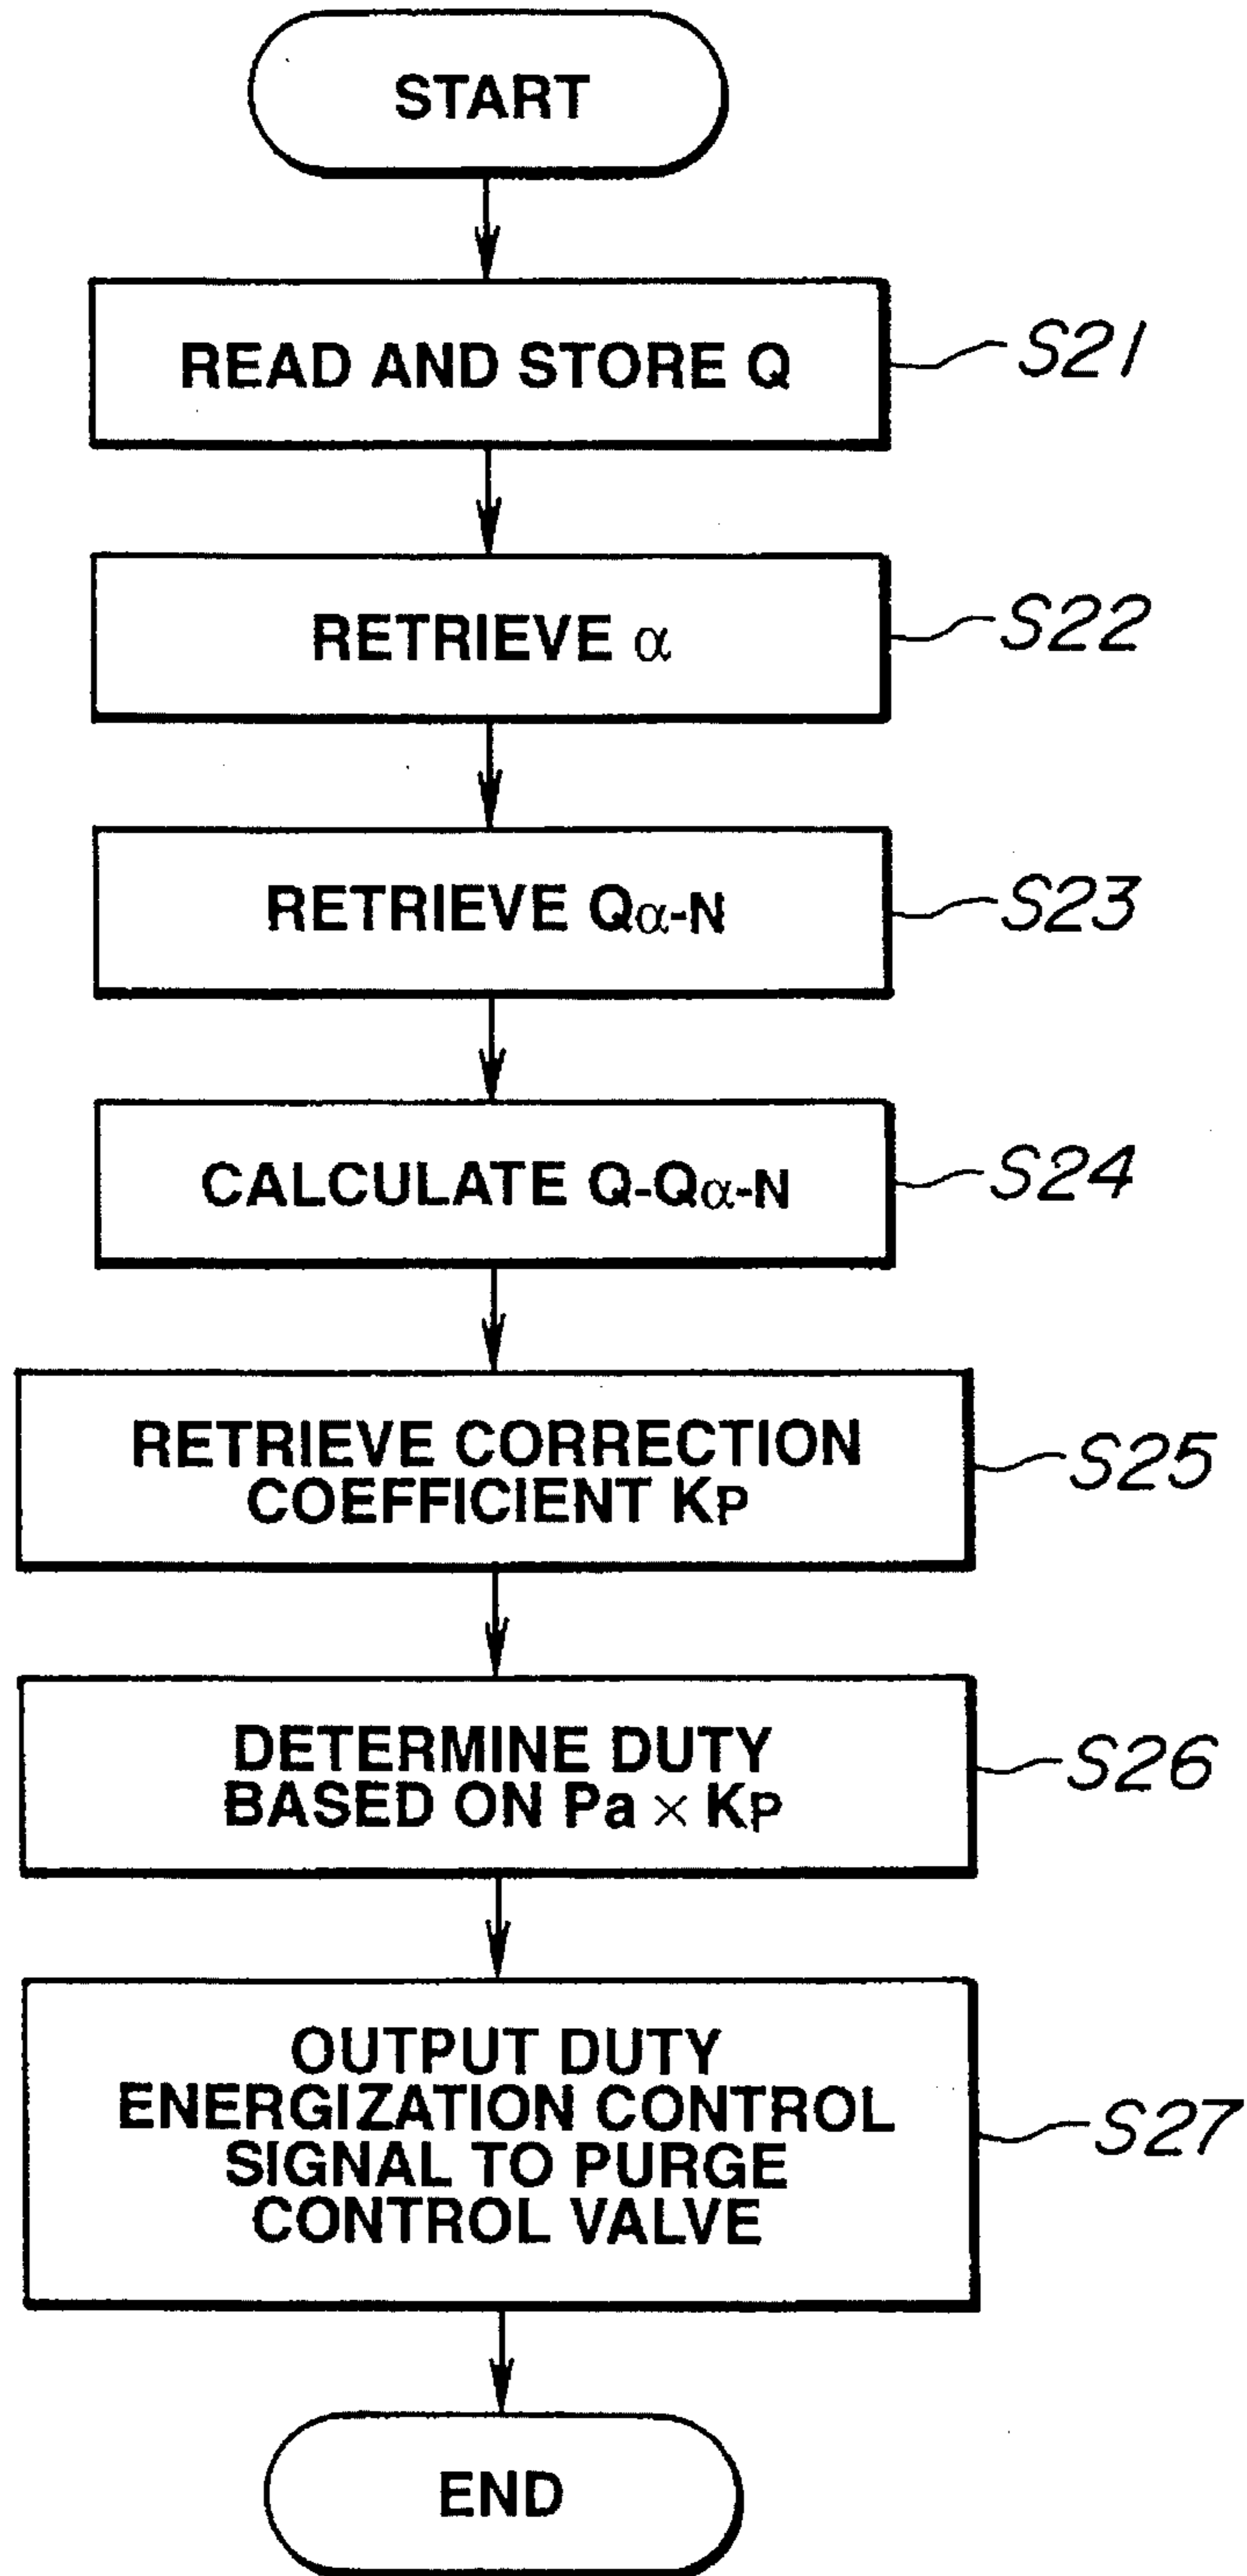 START
READ AND STORE Q
S21
RETRIEVE α
S22
RETRIEVE Qα-N
S23
CALCULATE Q-Qα-N
S24
RETRIEVE CORRECTION
COEFFICIENT KP
S25
DETERMINE DUTY
BASED ON Pa × KP
S26
OUTPUT DUTY
ENERGIZATION CONTROL
SIGNAL TO PURGE
CONTROL VALVE
S27
END